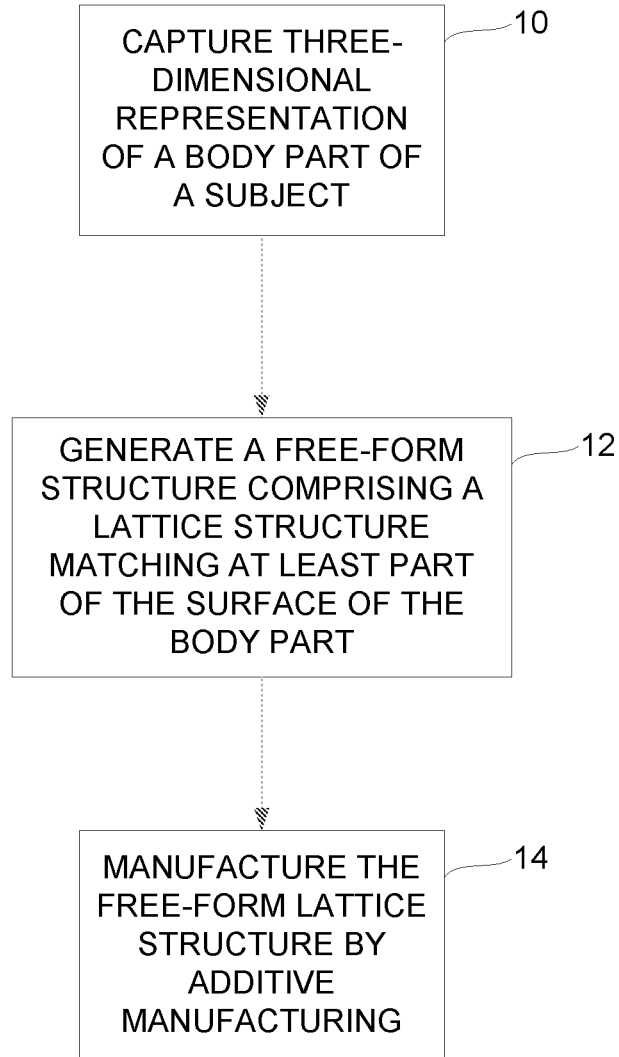 10
CAPTURE THREE-
DIMENSIONAL
REPRESENTATION
OF A BODY PART OF
A SUBJECT
12
GENERATE A FREE-FORM
STRUCTURE COMPRISING A
LATTICE STRUCTURE
MATCHING AT LEAST PART
OF THE SURFACE OF THE
BODY PART
14
MANUFACTURE THE
FREE-FORM LATTICE
STRUCTURE BY
ADDITIVE
MANUFACTURING